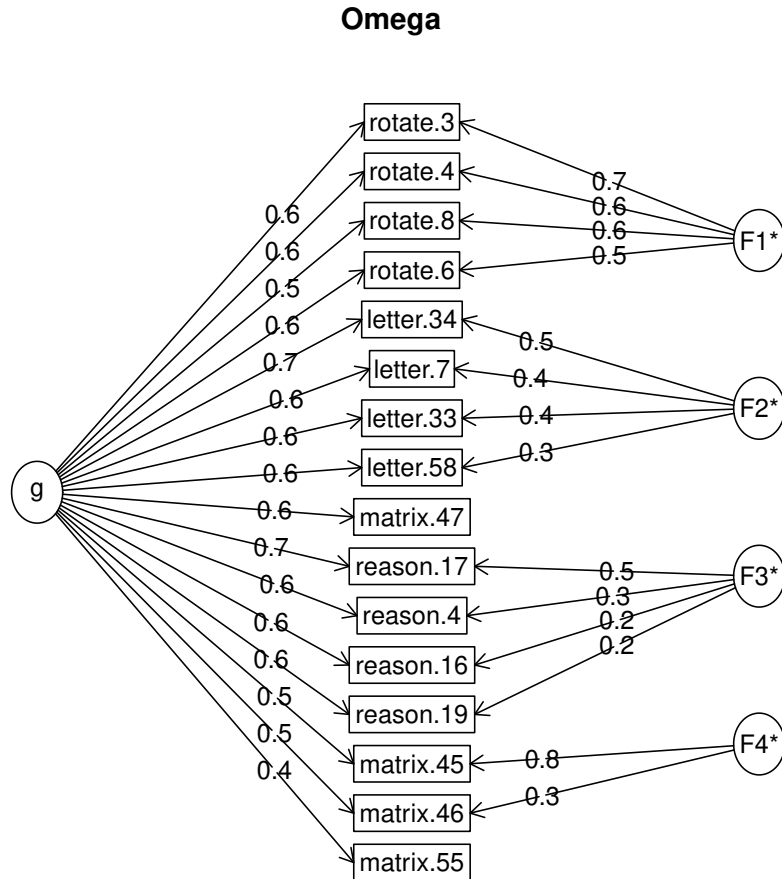 Omega
rotate.3
rotate.4
rotate.8
rotate.6
letter.34
letter.7
letter.33
letter.58
matrix.47
reason.17
reason.4
reason.16
reason.19
matrix.45
matrix.46
matrix.55
g
0.6
0.6
0.5
0.6
0.7
0.6
0.6
0.6
0.6
0.7
0.6
0.6
0.6
0.5
0.5
0.4
F1*
0.7
0.6
0.6
0.5
F2*
0.5
0.4
0.4
0.3
F3*
0.5
0.3
0.2
0.2
F4*
0.8
0.3